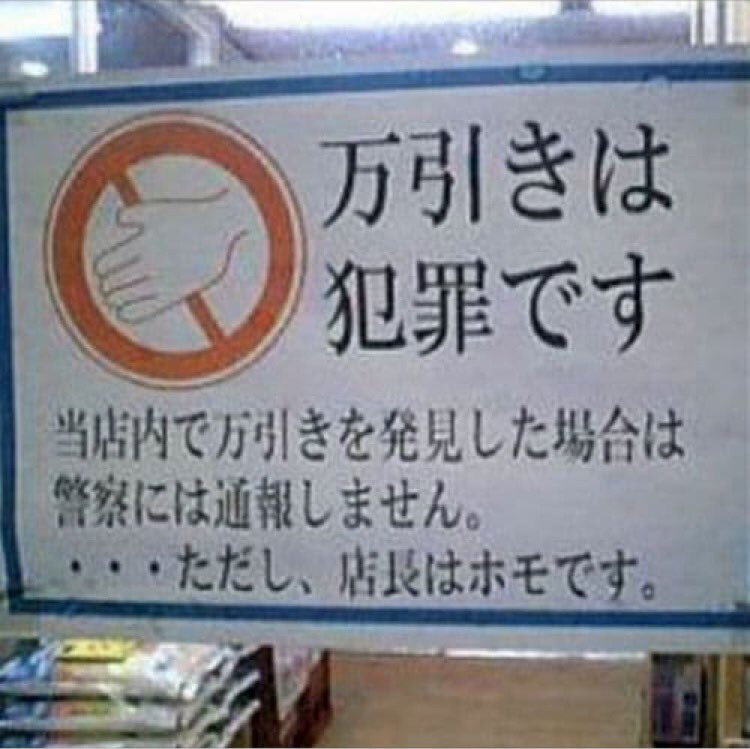 万引きは
犯罪です
当店内で万引きを発見した場合は
警察には通報しません。
・・・ただし、店長はホモです。